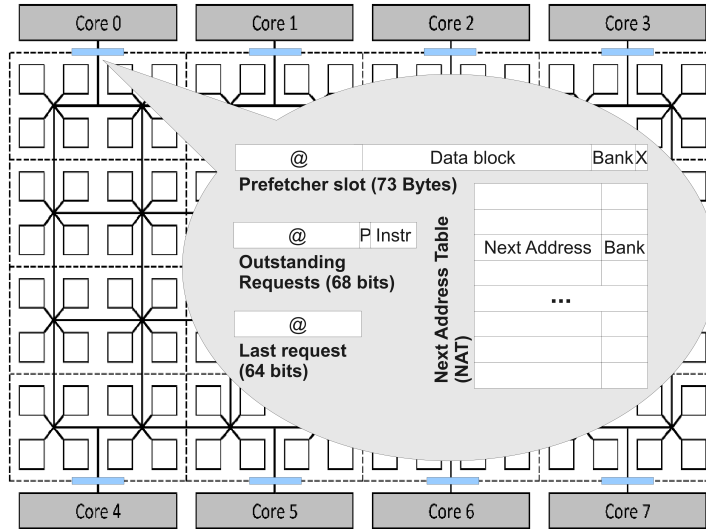 Core 0
Core 1
Core 2
Core 3
@
Data block
Bank
X
Prefetcher slot (73 Bytes)
@
P
Instr
Outstanding
Requests (68 bits)
@
Last request
(64 bits)
Next Address Table
(NAT)
Next Address
Bank
...
Core 4
Core 5
Core 6
Core 7